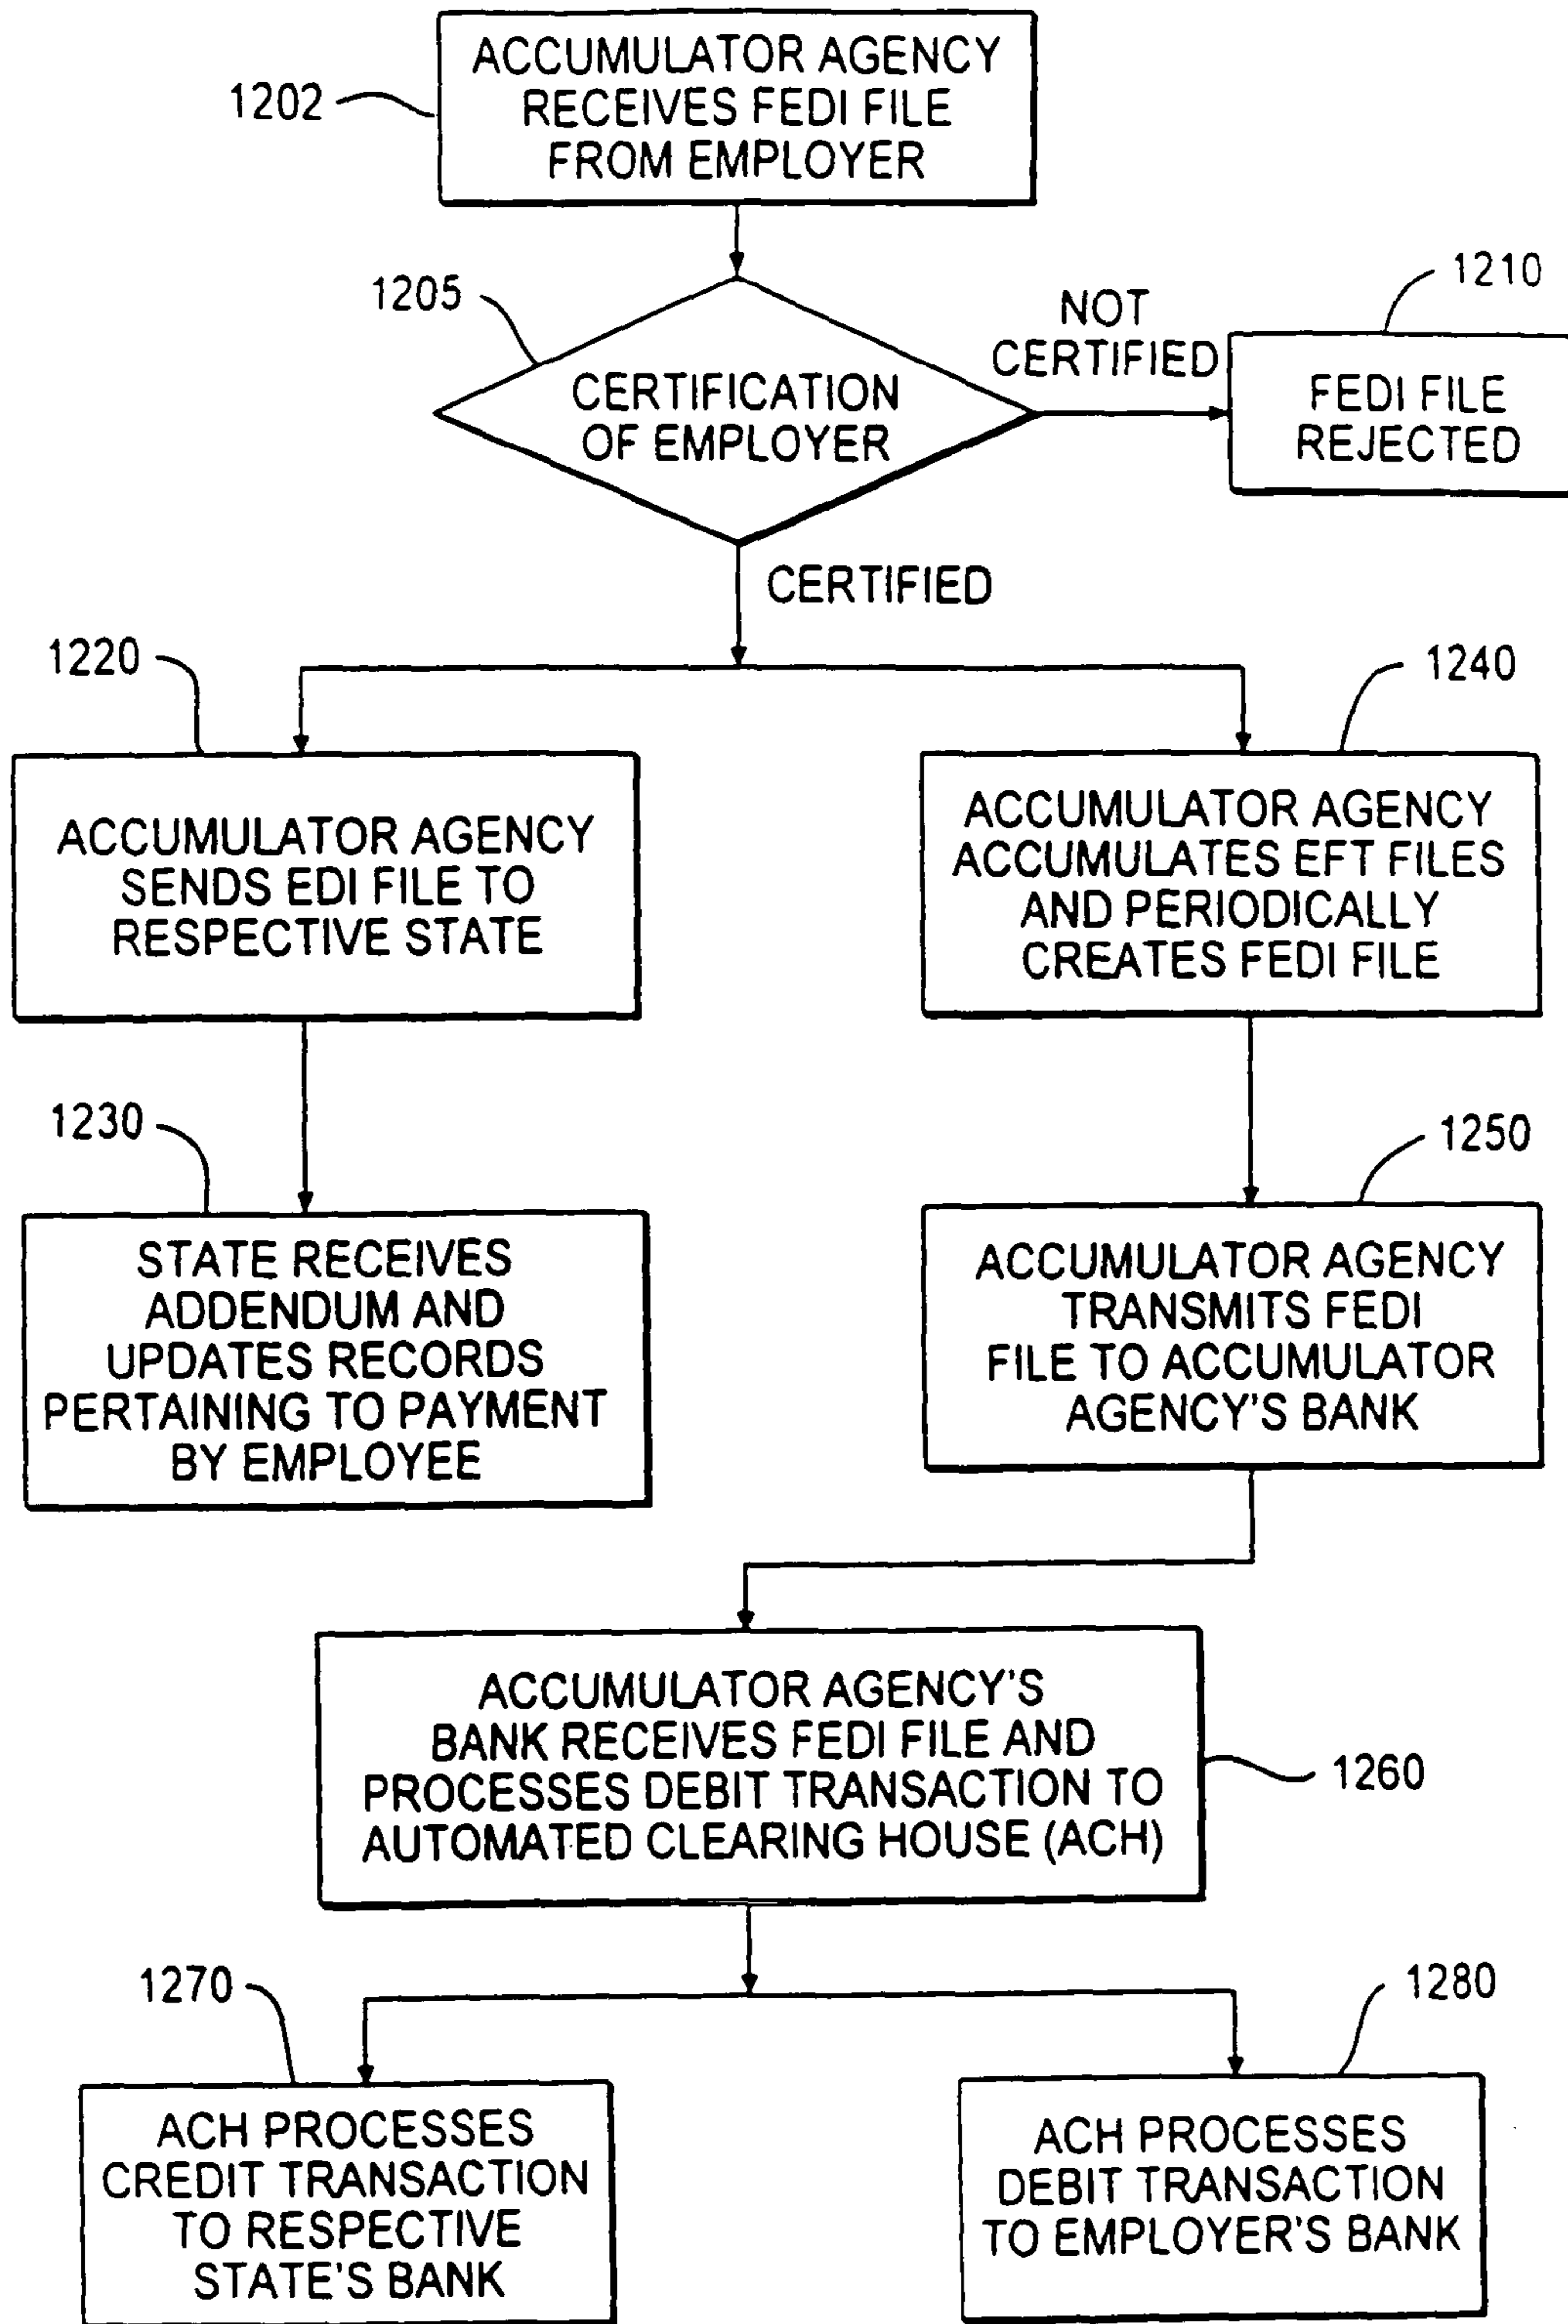 1202
ACCUMULATOR AGENCY
RECEIVES FEDI FILE
FROM EMPLOYER
1205
CERTIFICATION
OF EMPLOYER
NOT
CERTIFIED
1210
FEDI FILE
REJECTED
CERTIFIED
1220
ACCUMULATOR AGENCY
SENDS EDI FILE TO
RESPECTIVE STATE
1240
ACCUMULATOR AGENCY
ACCUMULATES EFT FILES
AND PERIODICALLY
CREATES FEDI FILE
1230
STATE RECEIVES
ADDENDUM AND
UPDATES RECORDS
PERTAINING TO PAYMENT
BY EMPLOYEE
1250
ACCUMULATOR AGENCY
TRANSMITS FEDI
FILE TO ACCUMULATOR
AGENCY'S BANK
ACCUMULATOR AGENCY'S
BANK RECEIVES FEDI FILE AND
PROCESSES DEBIT TRANSACTION TO
AUTOMATED CLEARING HOUSE (ACH)
1260
1270
ACH PROCESSES
CREDIT TRANSACTION
TO RESPECTIVE
STATE'S BANK
1280
ACH PROCESSES
DEBIT TRANSACTION
TO EMPLOYER'S BANK